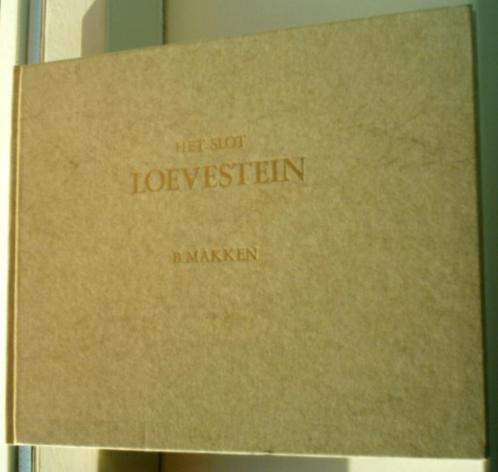 HET SLOT
LOEVESTEIN
B. MAKKEN